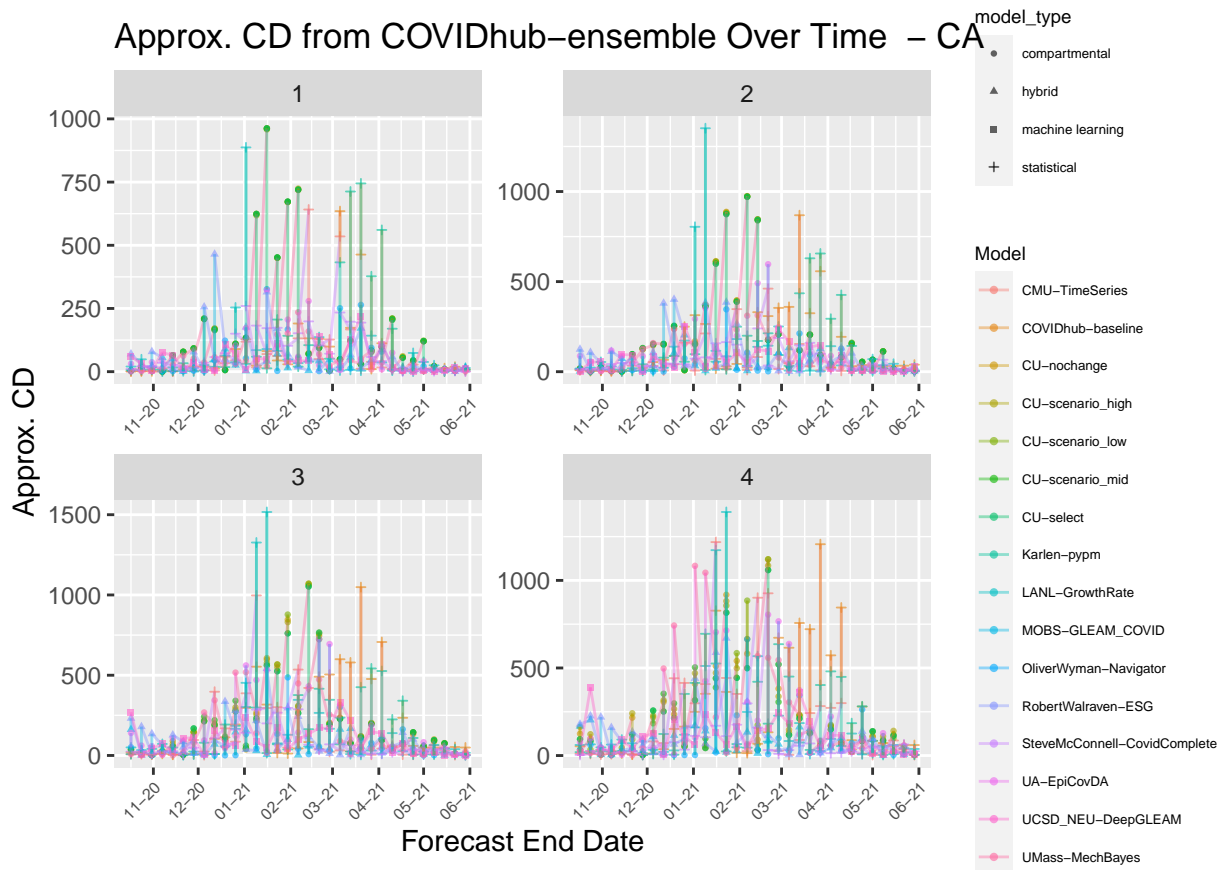 Approx. CD from COVIDhub−ensemble Over Time − CA
model_type
compartmental
hybrid
machine learning
statistical
Model
CMU−TimeSeries
COVIDhub−baseline
CU−nochange
CU−scenario_high
CU−scenario_low
CU−scenario_mid
CU−select
Karlen−pypm
LANL−GrowthRate
MOBS−GLEAM_COVID
OliverWyman−Navigator
RobertWalraven−ESG
SteveMcConnell−CovidComplete
UA−EpiCovDA
UCSD_NEU−DeepGLEAM
UMass−MechBayes
Approx. CD
1
1000
750
500
250
0
11−20 12−20 01−21 02−21 03−21 04−21 05−21 06−21
2
1000
500
0
11−20 12−20 01−21 02−21 03−21 04−21 05−21 06−21
3
1500
1000
500
0
11−20 12−20 01−21 02−21 03−21 04−21 05−21 06−21
4
1000
500
0
11−20 12−20 01−21 02−21 03−21 04−21 05−21 06−21
Forecast End Date